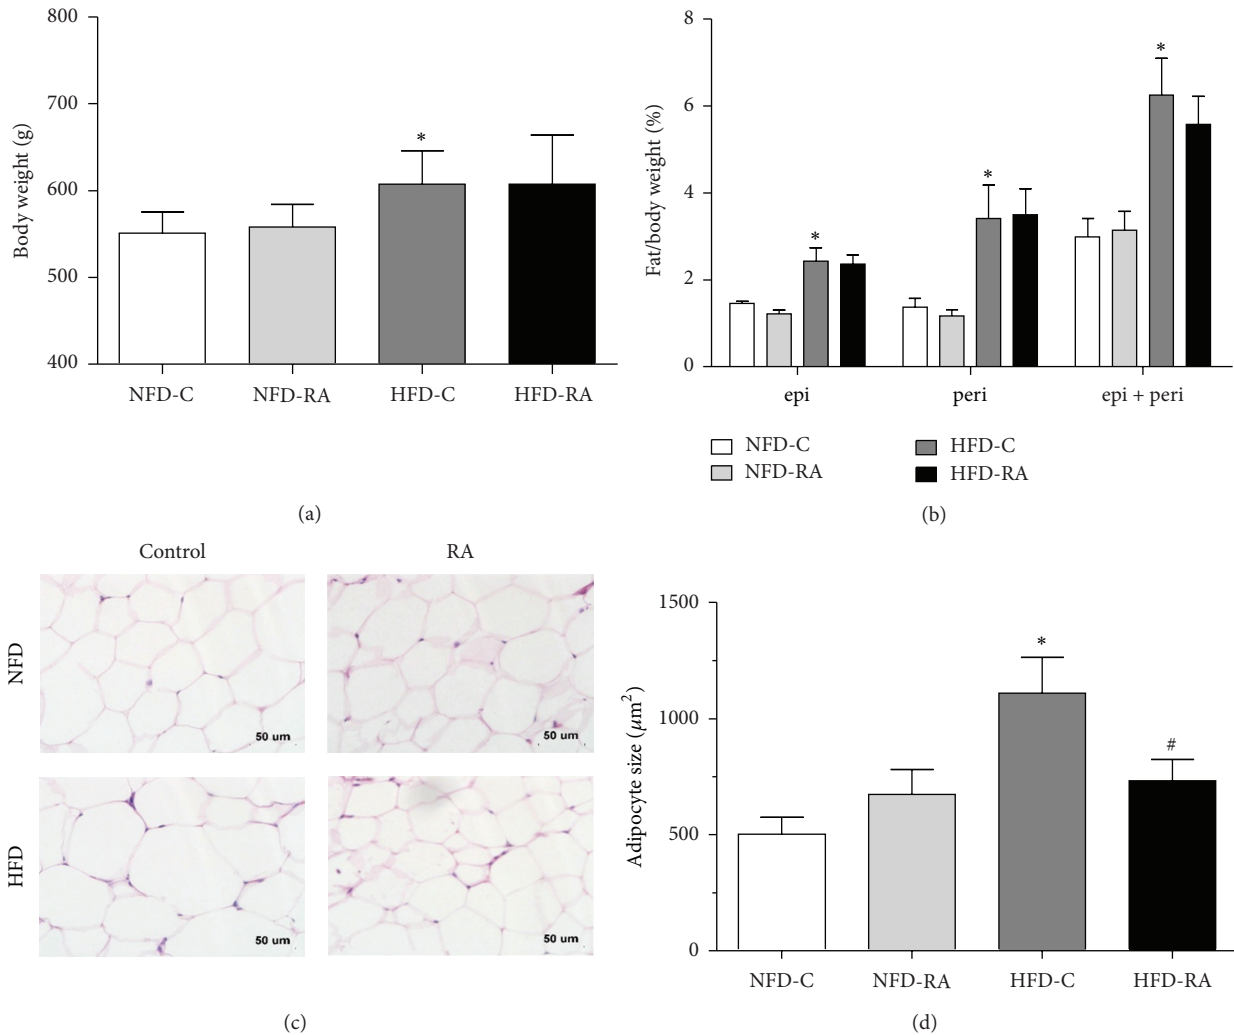 800
700
600
500
400
Body weight (g)
*
NFD-C NFD-RA HFD-C HFD-RA
(a)
8
6
4
2
0
Fat/body weight (%)
*
*
*
epi peri epi + peri
NFD-C HFD-C
NFD-RA HFD-RA
(b)
Control RA
NFD
50 um 50 um
HFD
50 um 50 um
(c)
1500
1000
500
0
Adipocyte size (μm²)
*
#
NFD-C NFD-RA HFD-C HFD-RA
(d)